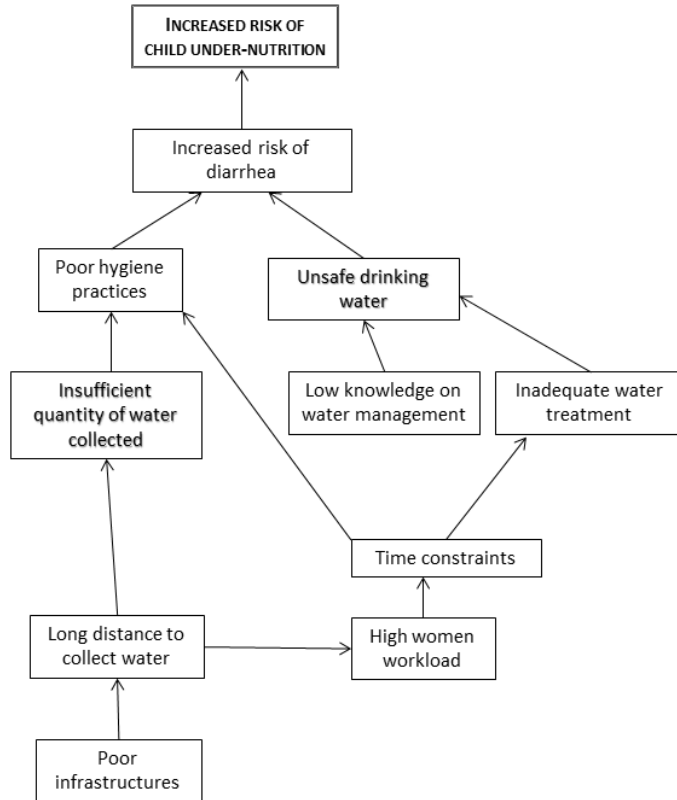 INCREASED RISK OF
CHILD UNDER-NUTRITION
Increased risk of
diarrhea
Poor hygiene
practices
Unsafe drinking
water
Insufficient
quantity of water
collected
Low knowledge on
water management
Inadequate water
treatment
Time constraints
Long distance to
collect water
High women
workload
Poor
infrastructures